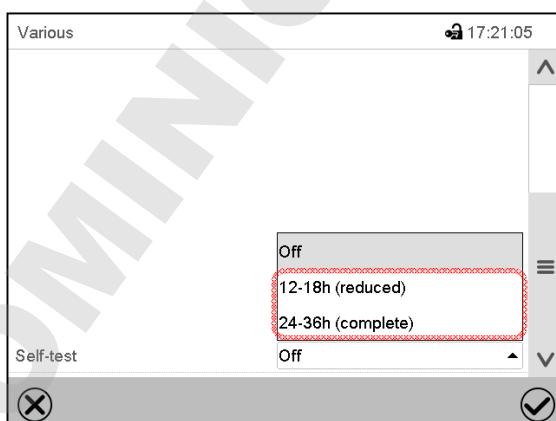 Various 17:21:05
Off
12-18h (reduced)
24-36h (complete)
Self-test Off